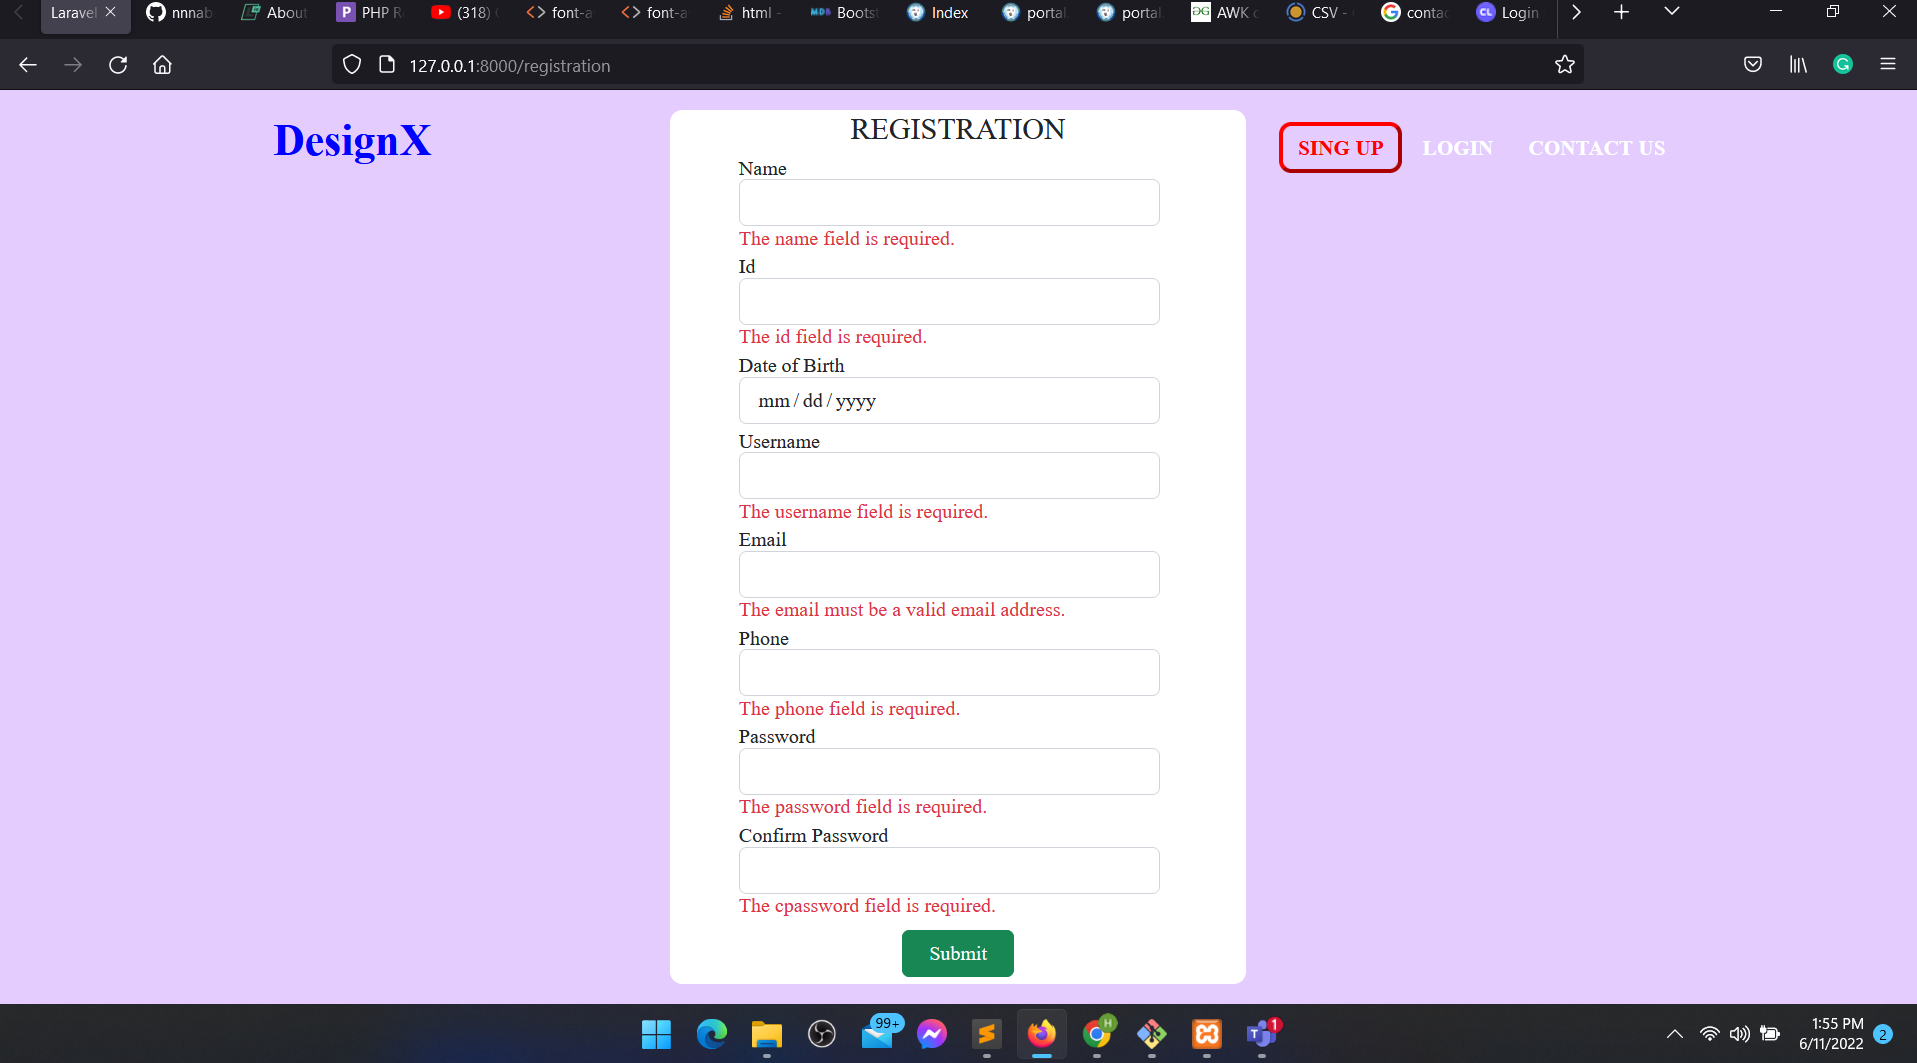 Laravel
nnnab
About
PHP R
(318)
font-a
font-a
html -
Bootst
Index
portal.
portal.
AWK c
CSV -
contac
Login
127.0.0.1:8000/registration
DesignX
SING UP
LOGIN
CONTACT US
REGISTRATION
Name
The name field is required.
Id
The id field is required.
Date of Birth
mm / dd / yyyy
Username
The username field is required.
Email
The email must be a valid email address.
Phone
The phone field is required.
Password
The password field is required.
Confirm Password
The cpassword field is required.
Submit
99+
H
1
1:55 PM
6/11/2022
2